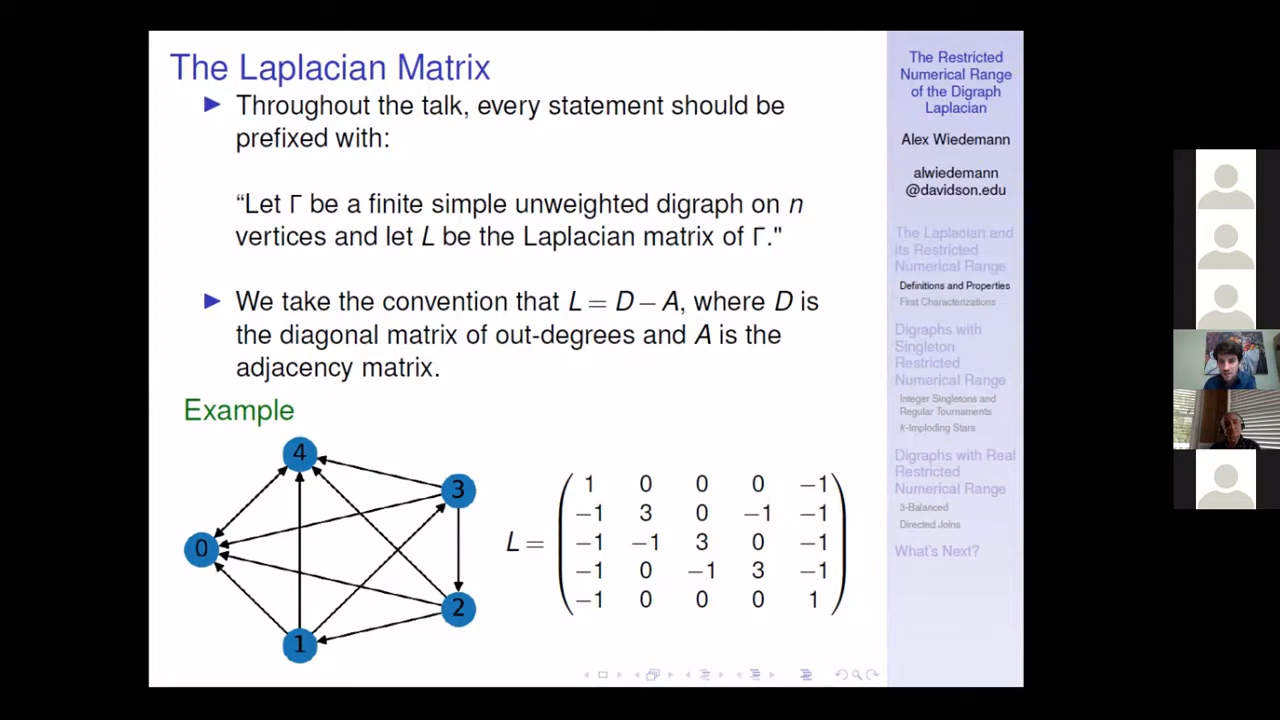 The Laplacian Matrix
Throughout the talk, every statement should be
prefixed with:
“Let Γ be a finite simple unweighted digraph on n
vertices and let L be the Laplacian matrix of Γ."
We take the convention that L = D − A, where D is
the diagonal matrix of out-degrees and A is the
adjacency matrix.
Example
4
3
0
2
1
L =
1 0 0 0 −1
−1 3 0 −1 −1
−1 −1 3 0 −1
−1 0 −1 3 −1
−1 0 0 0 1
The Restricted
Numerical Range
of the Digraph
Laplacian
Alex Wiedemann
alwiedemann
@davidson.edu
The Laplacian and
its Restricted
Numerical Range
Definitions and Properties
First Characterizations
Digraphs with
Singleton
Restricted
Numerical Range
Integer Singletons and
Regular Tournaments
k-Imploding Stars
Digraphs with Real
Restricted
Numerical Range
3-Balanced
Directed Joins
What's Next?